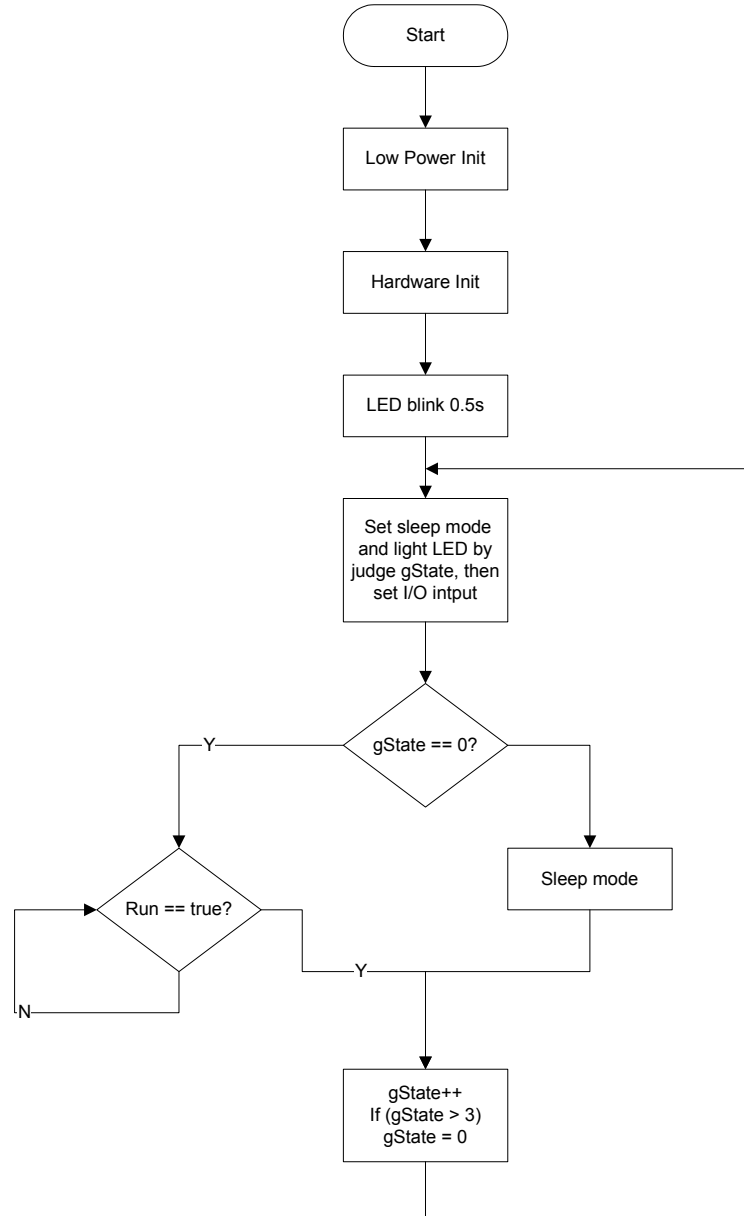 Start
Low Power Init
Hardware Init
LED blink 0.5s
Set sleep mode
and light LED by
judge gState, then
set I/O intput
gState == 0?
Y
Run == true?
Sleep mode
Y
N
gState++
If (gState > 3)
gState = 0